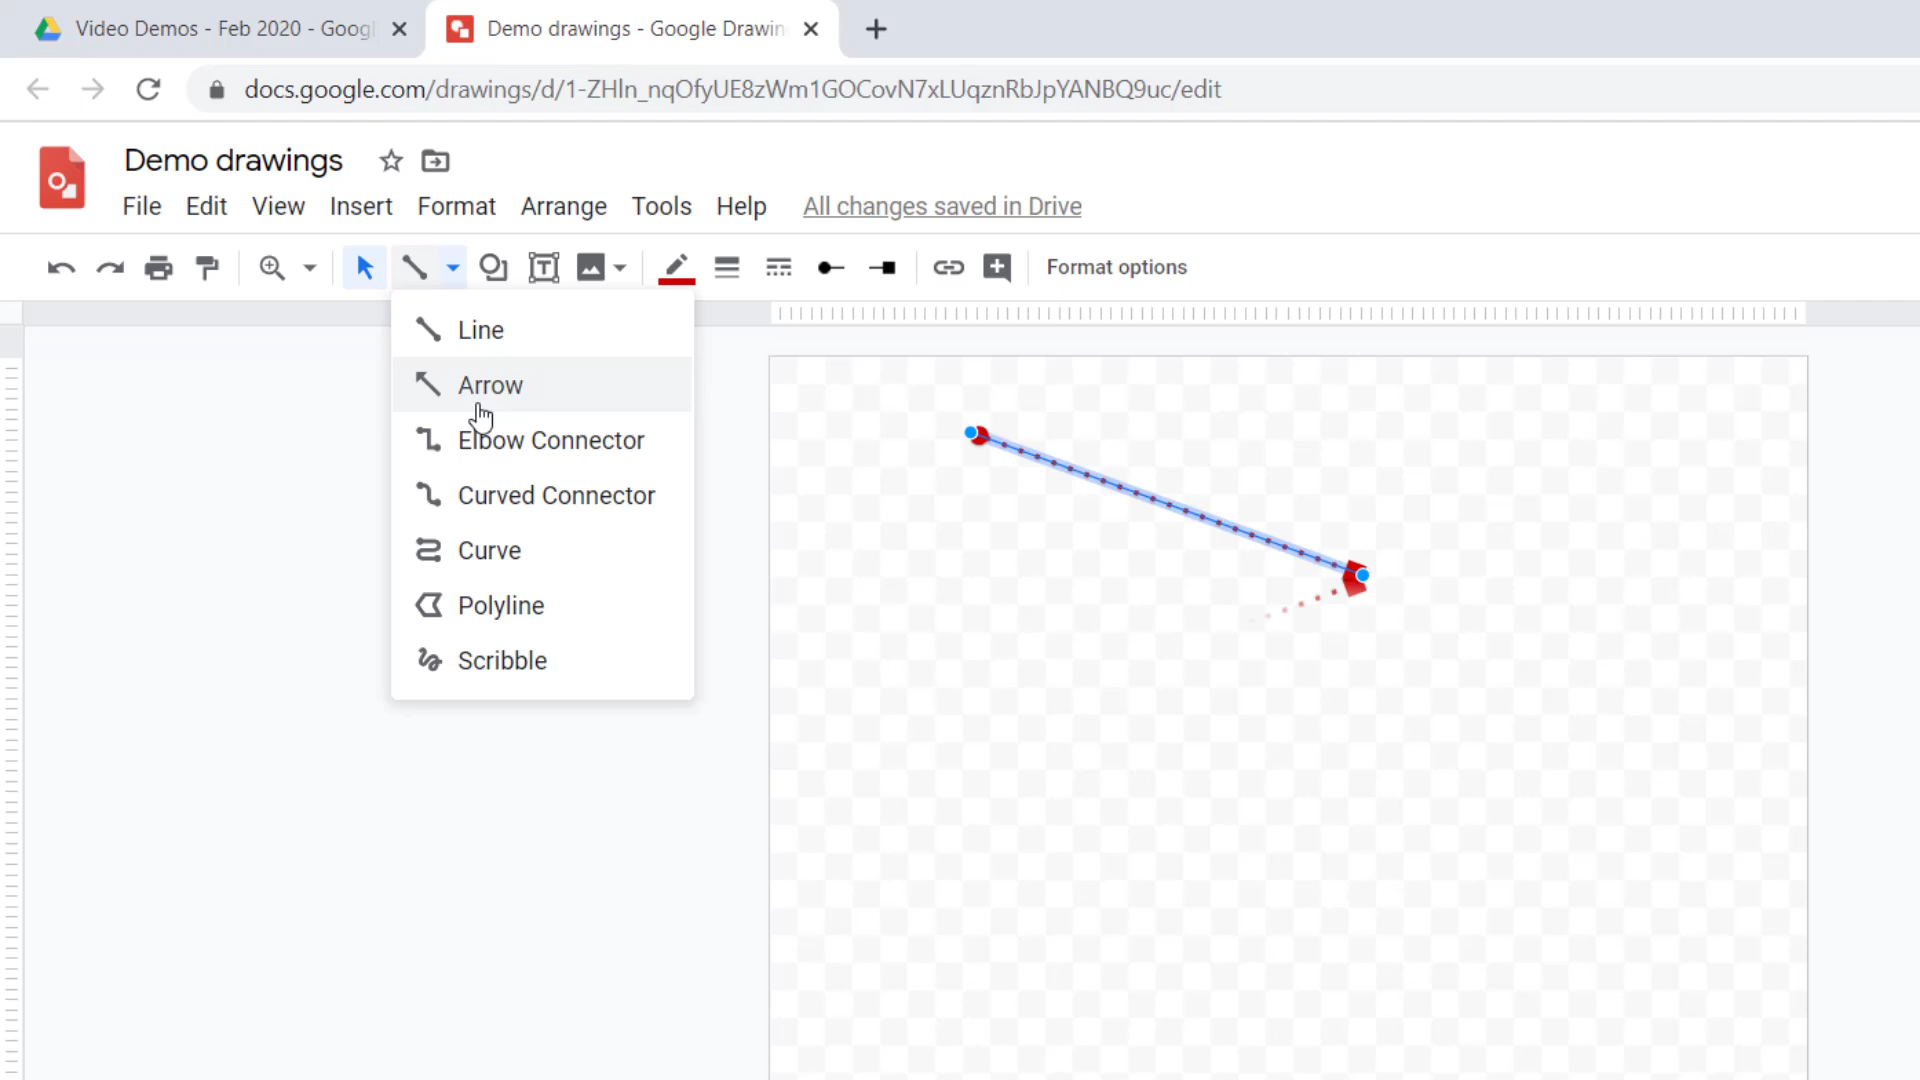 Video Demos - Feb 2020 - Googl
Demo drawings - Google Drawin
docs.google.com/drawings/d/1-ZHln_nqOfyUE8zWm1GOCovN7xLUqznRbJpYANBQ9uc/edit
Demo drawings
File Edit View Insert Format Arrange Tools Help All changes saved in Drive
Format options
Line
Arrow
Elbow Connector
Curved Connector
Curve
Polyline
Scribble